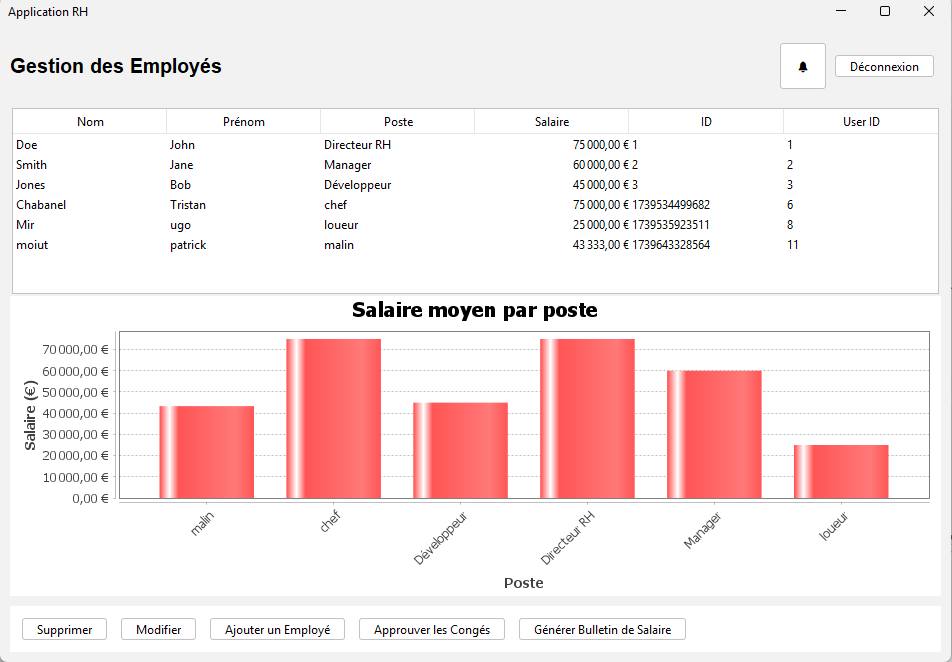 Application RH
Gestion des Employés
Déconnexion
Nom Prénom Poste Salaire ID User ID
Doe John Directeur RH 75 000,00 € 1 1
Smith Jane Manager 60 000,00 € 2 2
Jones Bob Développeur 45 000,00 € 3 3
Chabanel Tristan chef 75 000,00 € 1739534499682 6
Mir ugo loueur 25 000,00 € 1739535923511 8
moiut patrick malin 43 333,00 € 1739643328564 11
Salaire moyen par poste
Salaire (€)
70 000,00 €
60 000,00 €
50 000,00 €
40 000,00 €
30 000,00 €
20 000,00 €
10 000,00 €
0,00 €
malin chef Développeur Directeur RH Manager loueur
Poste
Supprimer Modifier Ajouter un Employé Approuver les Congés Générer Bulletin de Salaire